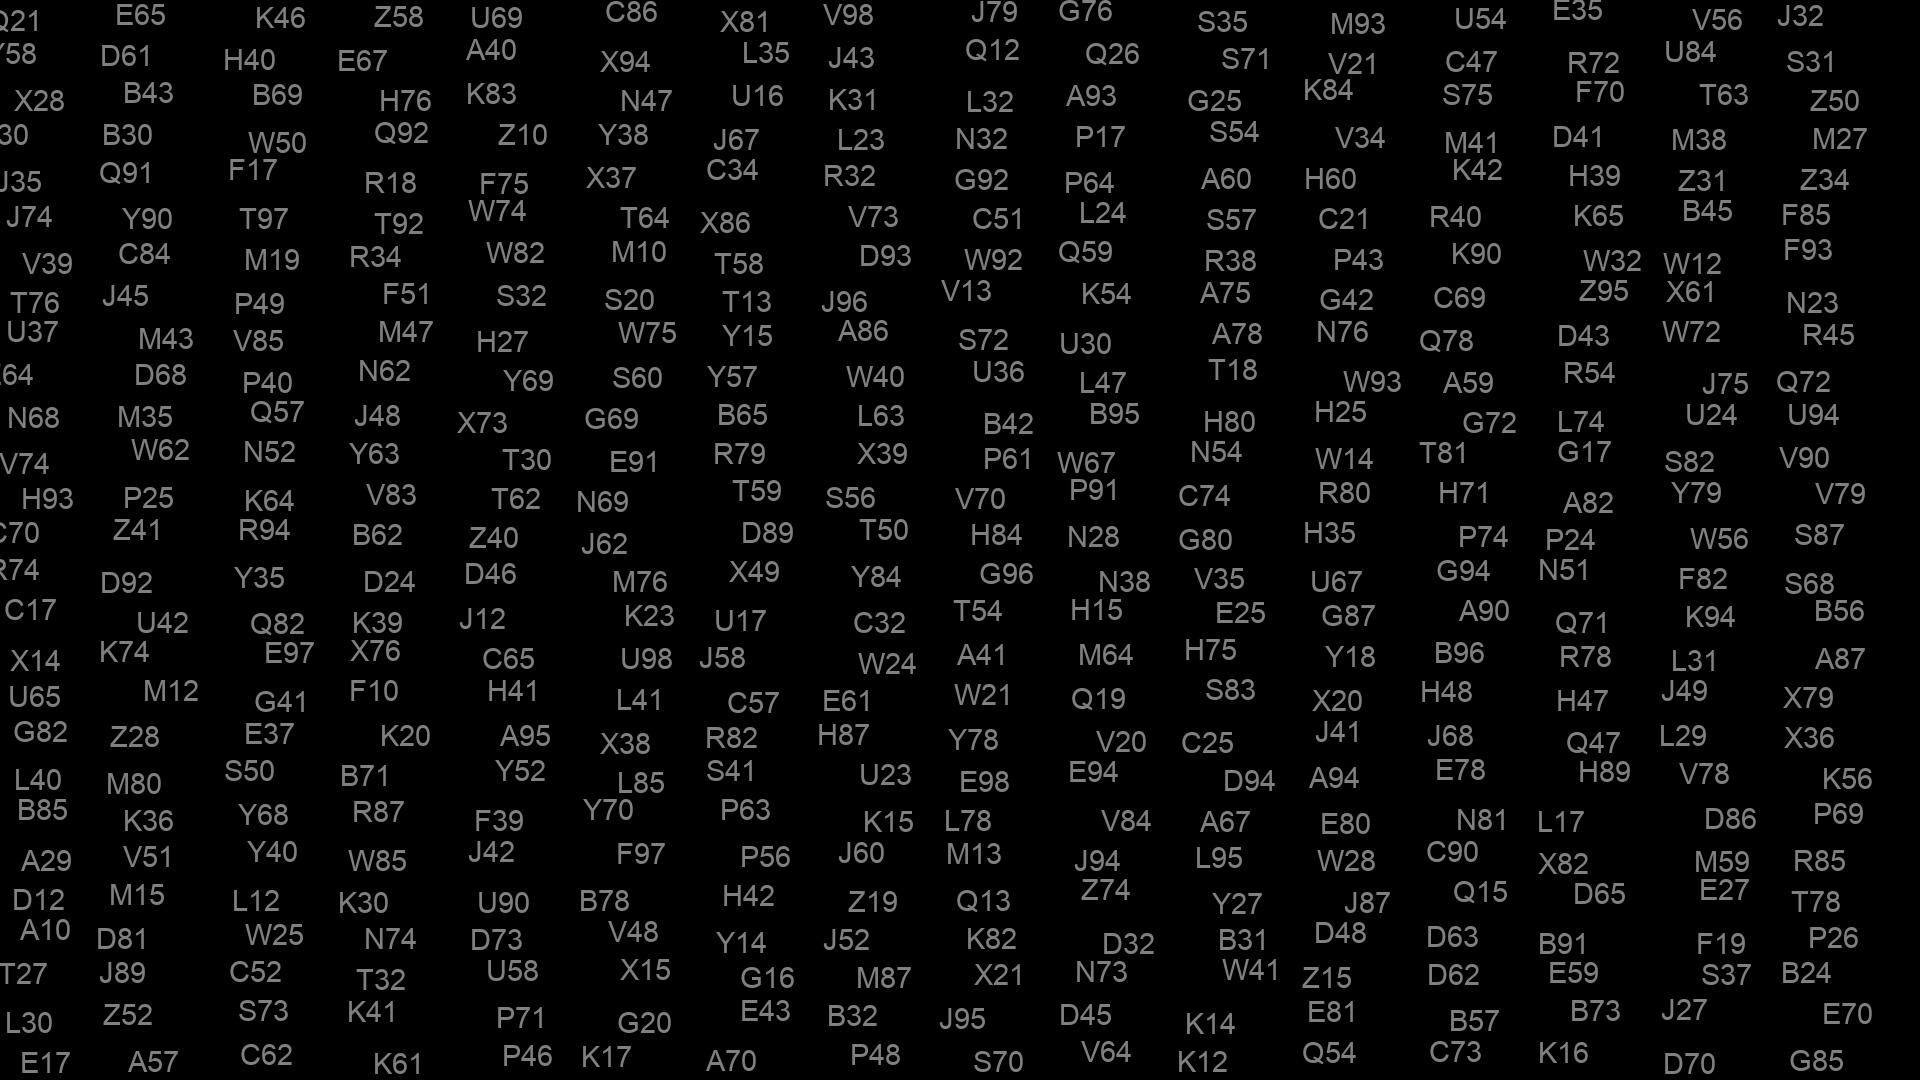 Q21 E65 K46 Z58 U69 C86 X81 V98 J79 G76 S35 M93 U54 E35 V56 J32
Y58 D61 H40 E67 A40 X94 L35 J43 Q12 Q26 S71 V21 C47 R72 U84 S31
X28 B43 B69 H76 K83 N47 U16 K31 L32 A93 G25 K84 S75 F70 T63 Z50
30 B30 W50 Q92 Z10 Y38 J67 L23 N32 P17 S54 V34 M41 D41 M38 M27
J35 Q91 F17 R18 F75 X37 C34 R32 G92 P64 A60 H60 K42 H39 Z31 Z34
J74 Y90 T97 T92 W74 T64 X86 V73 C51 L24 S57 C21 R40 K65 B45 F85
V39 C84 M19 R34 W82 M10 T58 D93 W92 Q59 R38 P43 K90 W32 W12 F93
T76 J45 P49 F51 S32 S20 T13 J96 V13 K54 A75 G42 C69 Z95 X61 N23
U37 M43 V85 M47 H27 W75 Y15 A86 S72 U30 A78 N76 Q78 D43 W72 R45
64 D68 P40 N62 Y69 S60 Y57 W40 U36 L47 T18 W93 A59 R54 J75 Q72
N68 M35 Q57 J48 X73 G69 B65 L63 B42 B95 H80 H25 G72 L74 U24 U94
V74 W62 N52 Y63 T30 E91 R79 X39 P61 W67 N54 W14 T81 G17 S82 V90
H93 P25 K64 V83 T62 N69 T59 S56 V70 P91 C74 R80 H71 A82 Y79 V79
C70 Z41 R94 B62 Z40 J62 D89 T50 H84 N28 G80 H35 P74 P24 W56 S87
R74 D92 Y35 D24 D46 M76 X49 Y84 G96 N38 V35 U67 G94 N51 F82 S68
C17 U42 Q82 K39 J12 K23 U17 C32 T54 H15 E25 G87 A90 Q71 K94 B56
X14 K74 E97 X76 C65 U98 J58 W24 A41 M64 H75 Y18 B96 R78 L31 A87
U65 M12 G41 F10 H41 L41 C57 E61 W21 Q19 S83 X20 H48 H47 J49 X79
G82 Z28 E37 K20 A95 X38 R82 H87 Y78 V20 C25 J41 J68 Q47 L29 X36
L40 M80 S50 B71 Y52 L85 S41 U23 E98 E94 D94 A94 E78 H89 V78 K56
B85 K36 Y68 R87 F39 Y70 P63 K15 L78 V84 A67 E80 N81 L17 D86 P69
A29 V51 Y40 W85 J42 F97 P56 J60 M13 J94 L95 W28 C90 X82 M59 R85
D12 M15 L12 K30 U90 B78 H42 Z19 Q13 Z74 Y27 J87 Q15 D65 E27 T78
A10 D81 W25 N74 D73 V48 Y14 J52 K82 D32 B31 D48 D63 B91 F19 P26
T27 J89 C52 T32 U58 X15 G16 M87 X21 N73 W41 Z15 D62 E59 S37 B24
L30 Z52 S73 K41 P71 G20 E43 B32 J95 D45 K14 E81 B57 B73 J27 E70
E17 A57 C62 K61 P46 K17 A70 P48 S70 V64 K12 Q54 C73 K16 D70 G85